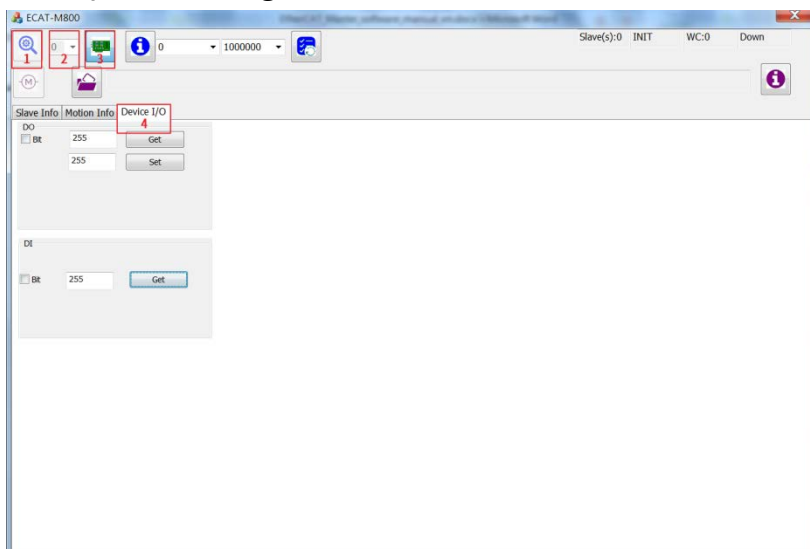 ECAT-M800
0 0 1000000 Slave(s):0 INIT WC:0 Down
1 2 3
M
Slave Info Motion Info Device I/O
4
DO
Bit 255 Get
255 Set
DI
Bit 255 Get